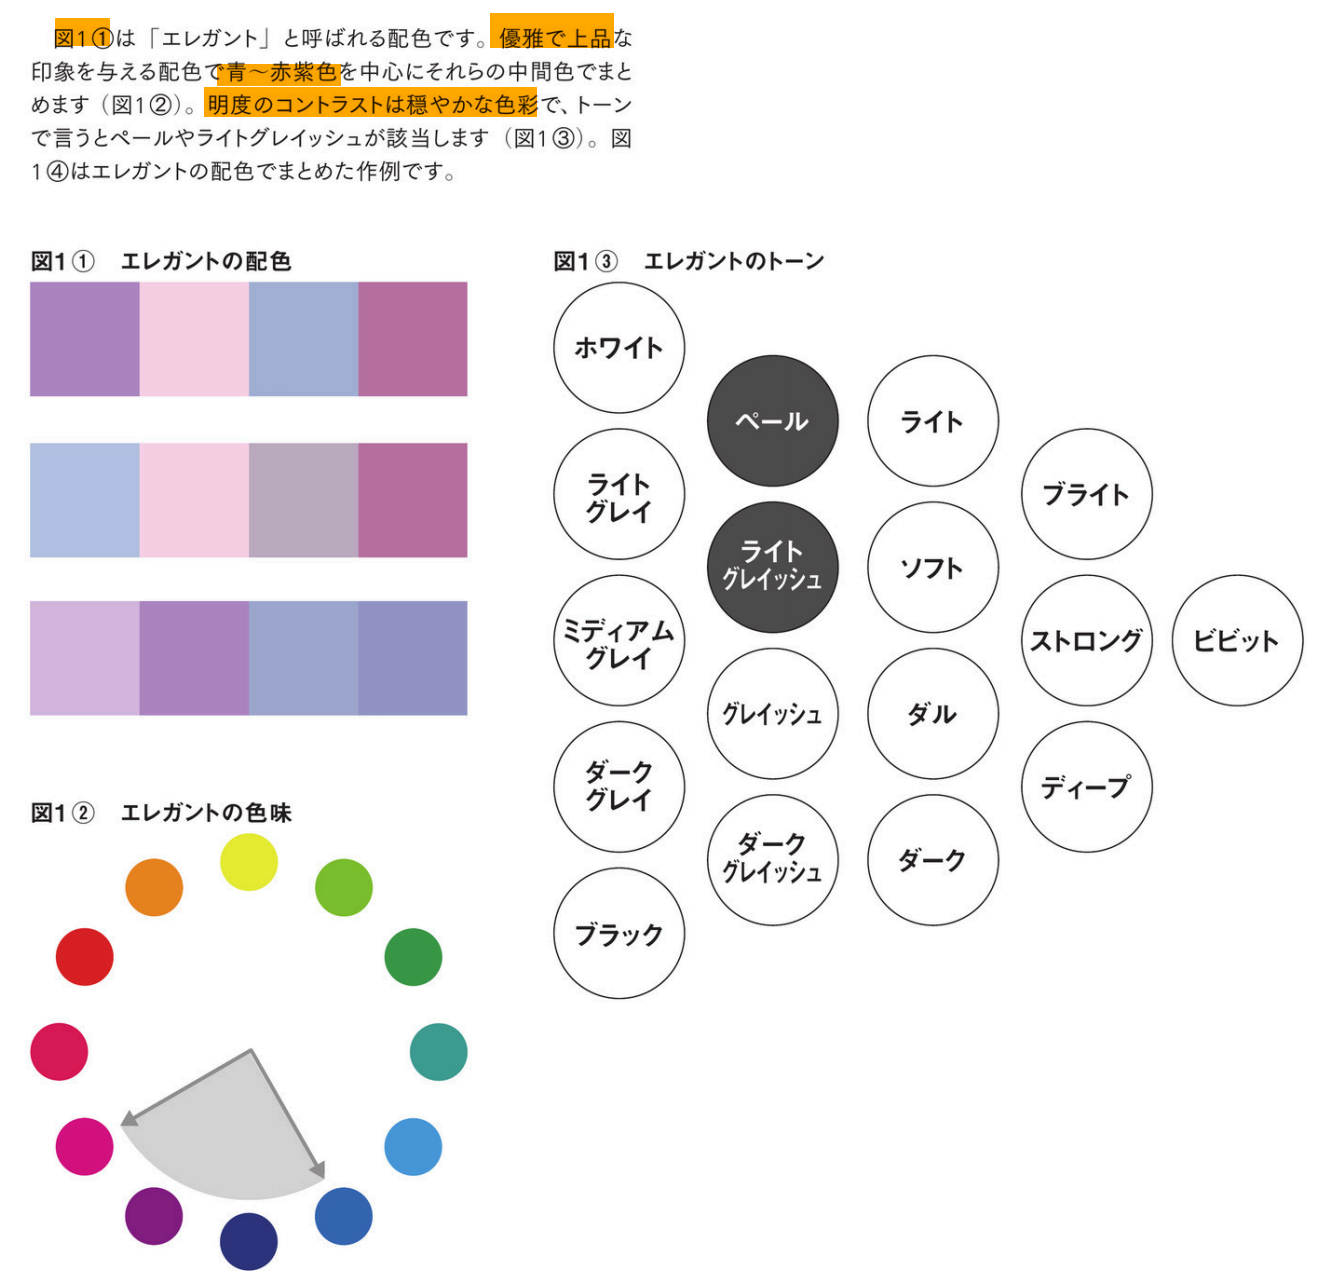 図1①は「エレガント」と呼ばれる配色です。優雅で上品な
印象を与える配色で青～赤紫色を中心にそれらの中間色でまと
めます（図1②）。明度のコントラストは穏やかな色彩で、トーン
で言うとペールやライトグレイッシュが該当します（図1③）。図
1④はエレガントの配色でまとめた作例です。
図1① エレガントの配色
図1② エレガントの色味
図1③ エレガントのトーン
ホワイト
ライト
グレイ
ミディアム
グレイ
ダーク
グレイ
ブラック
ペール
ライト
グレイッシュ
グレイッシュ
ダーク
グレイッシュ
ライト
ソフト
ダル
ダーク
ブライト
ストロング
ディープ
ビビット